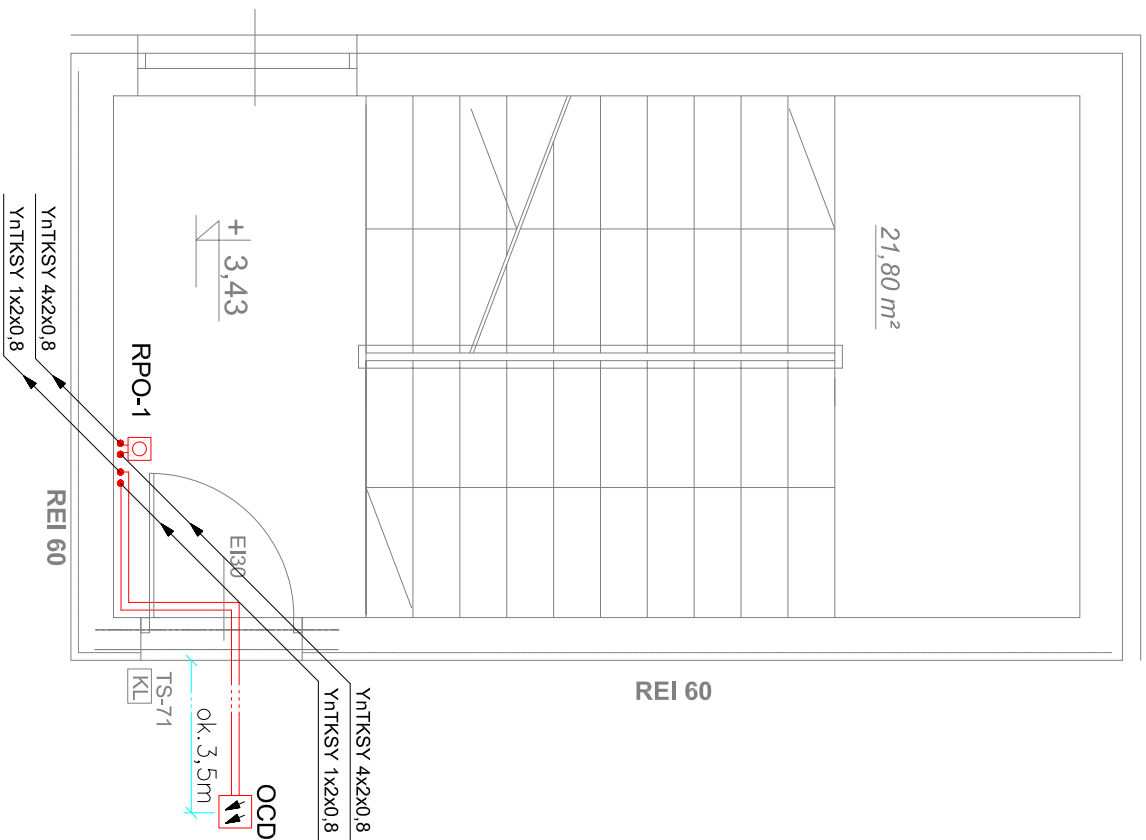 21,80 m²
+ 3,43
YnTKSY 4x2x0,8
YnTKSY 1x2x0,8
RPO-1
REI 60
EI30
REI 60
TS-71
KL
ok.3,5m
YnTKSY 4x2x0,8
YnTKSY 1x2x0,8
OCD